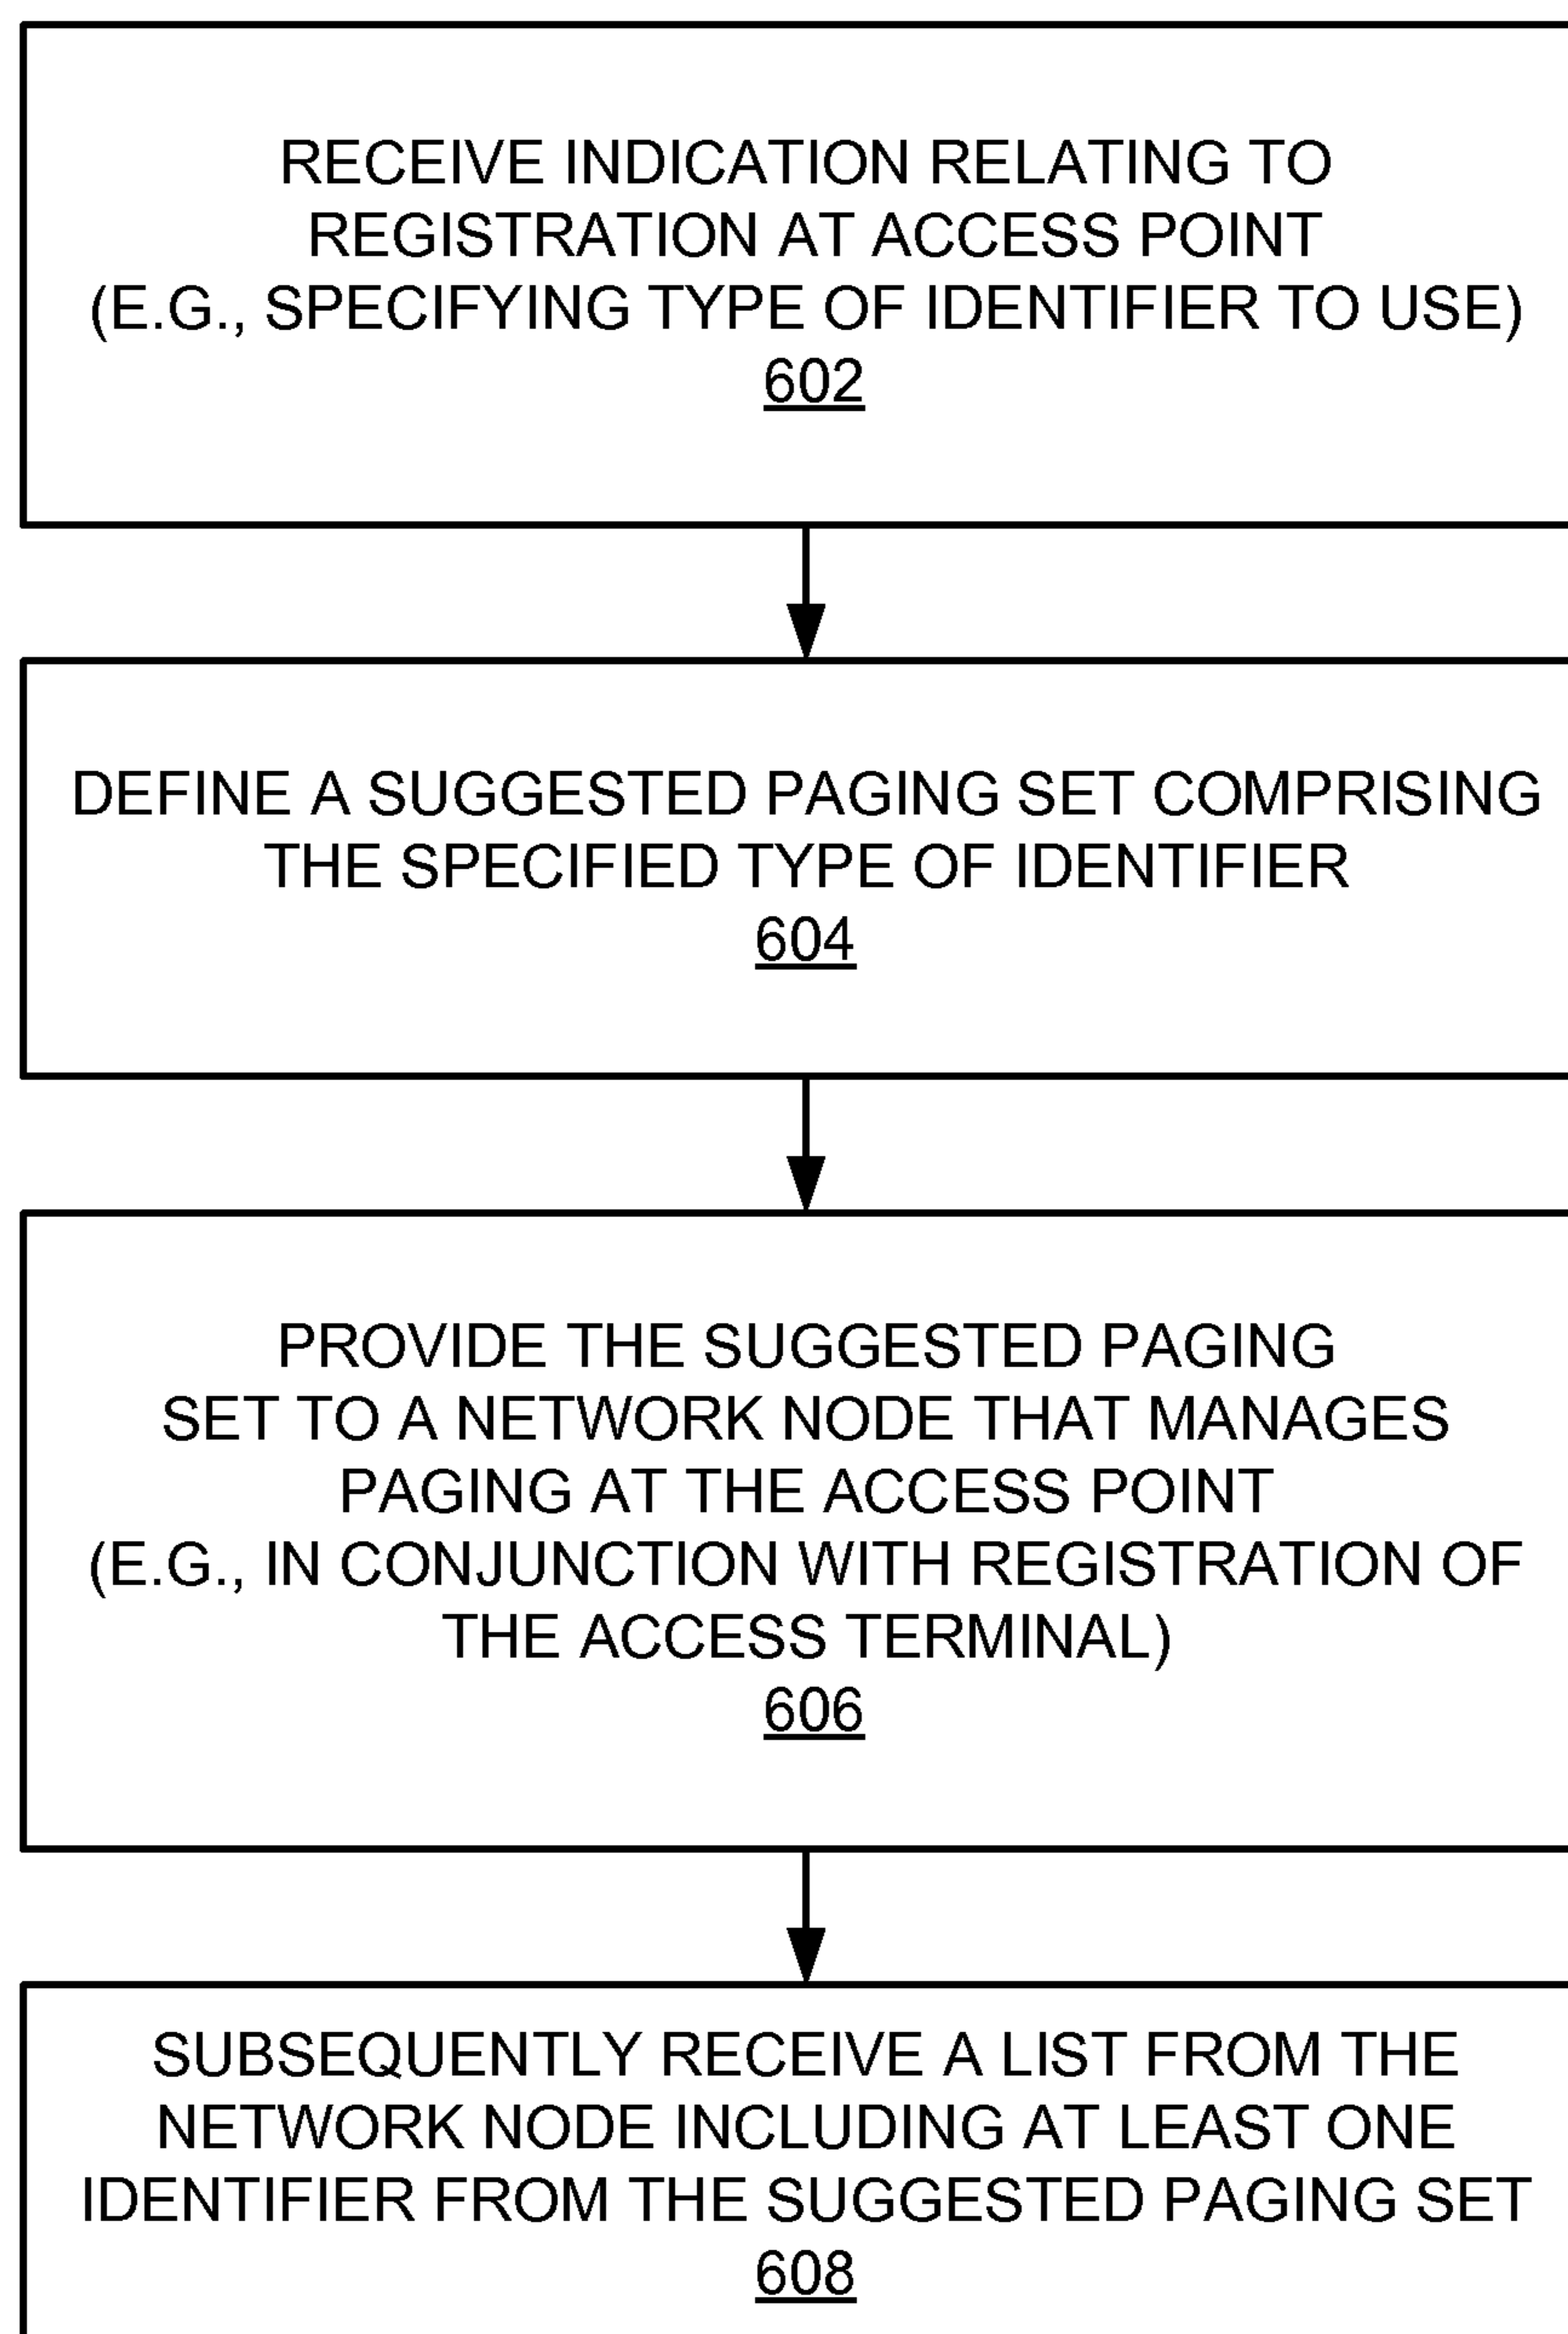 RECEIVE INDICATION RELATING TO
REGISTRATION AT ACCESS POINT
(E.G., SPECIFYING TYPE OF IDENTIFIER TO USE)
602
DEFINE A SUGGESTED PAGING SET COMPRISING
THE SPECIFIED TYPE OF IDENTIFIER
604
PROVIDE THE SUGGESTED PAGING
SET TO A NETWORK NODE THAT MANAGES
PAGING AT THE ACCESS POINT
(E.G., IN CONJUNCTION WITH REGISTRATION OF
THE ACCESS TERMINAL)
606
SUBSEQUENTLY RECEIVE A LIST FROM THE
NETWORK NODE INCLUDING AT LEAST ONE
IDENTIFIER FROM THE SUGGESTED PAGING SET
608